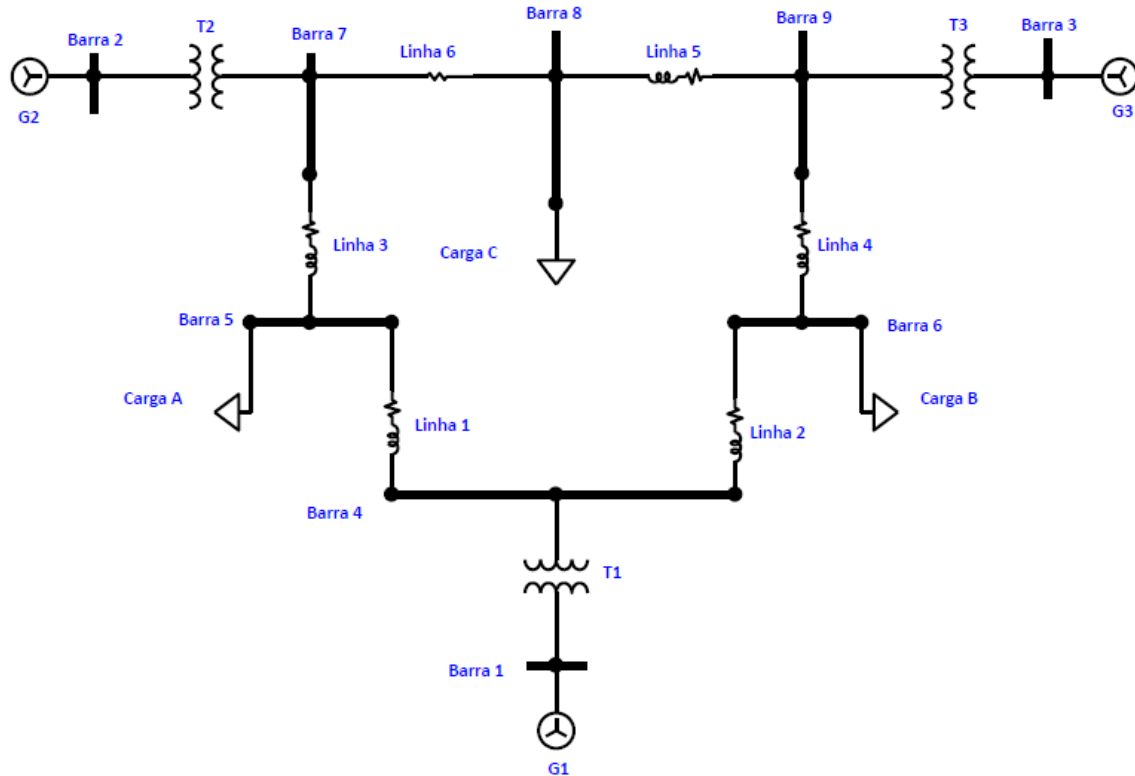 T2
Barra 8
T3
Barra 2
Barra 7
Barra 9
Barra 3
Linha 6
Linha 5
G2
G3
Linha 3
Carga C
Linha 4
Barra 5
Barra 6
Carga A
Carga B
Linha 1
Linha 2
Barra 4
T1
Barra 1
G1